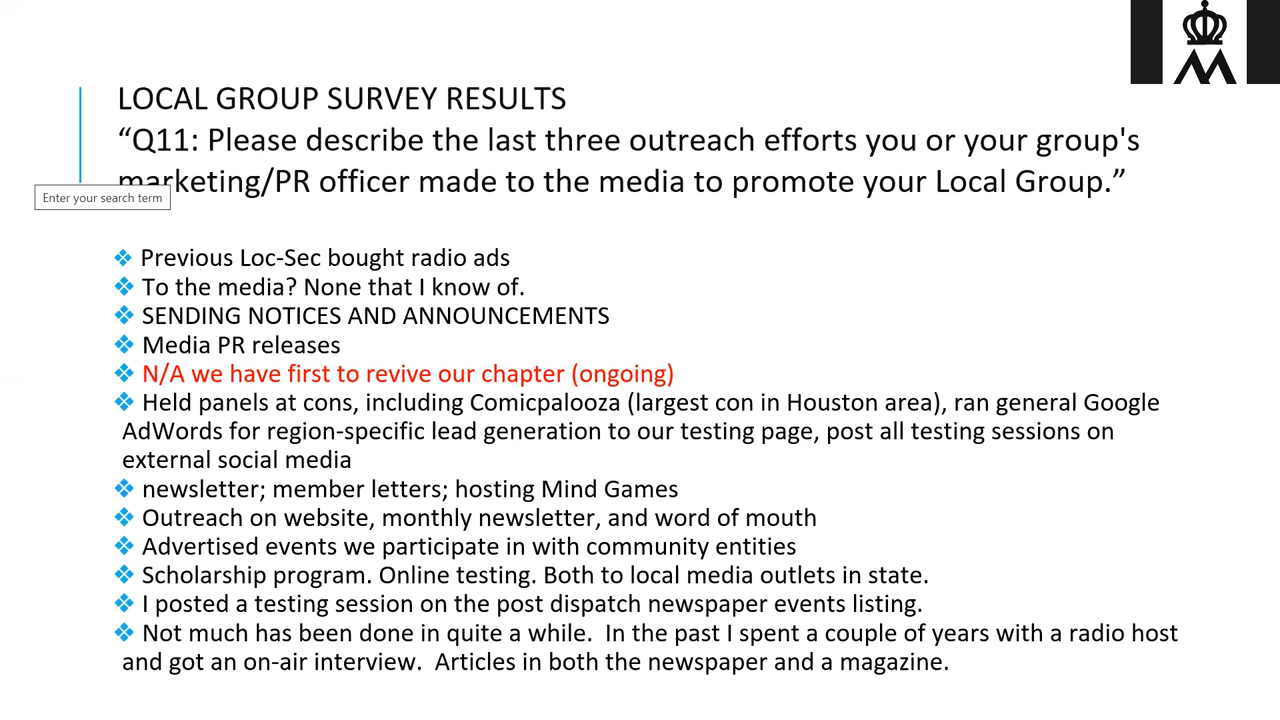 LOCAL GROUP SURVEY RESULTS
“Q11: Please describe the last three outreach efforts you or your group's
marketing/PR officer made to the media to promote your Local Group.”
Enter your search term
Previous Loc-Sec bought radio ads
To the media? None that I know of.
SENDING NOTICES AND ANNOUNCEMENTS
Media PR releases
N/A we have first to revive our chapter (ongoing)
Held panels at cons, including Comicpalooza (largest con in Houston area), ran general Google
AdWords for region-specific lead generation to our testing page, post all testing sessions on
external social media
newsletter; member letters; hosting Mind Games
Outreach on website, monthly newsletter, and word of mouth
Advertised events we participate in with community entities
Scholarship program. Online testing. Both to local media outlets in state.
I posted a testing session on the post dispatch newspaper events listing.
Not much has been done in quite a while.  In the past I spent a couple of years with a radio host
and got an on-air interview.  Articles in both the newspaper and a magazine.